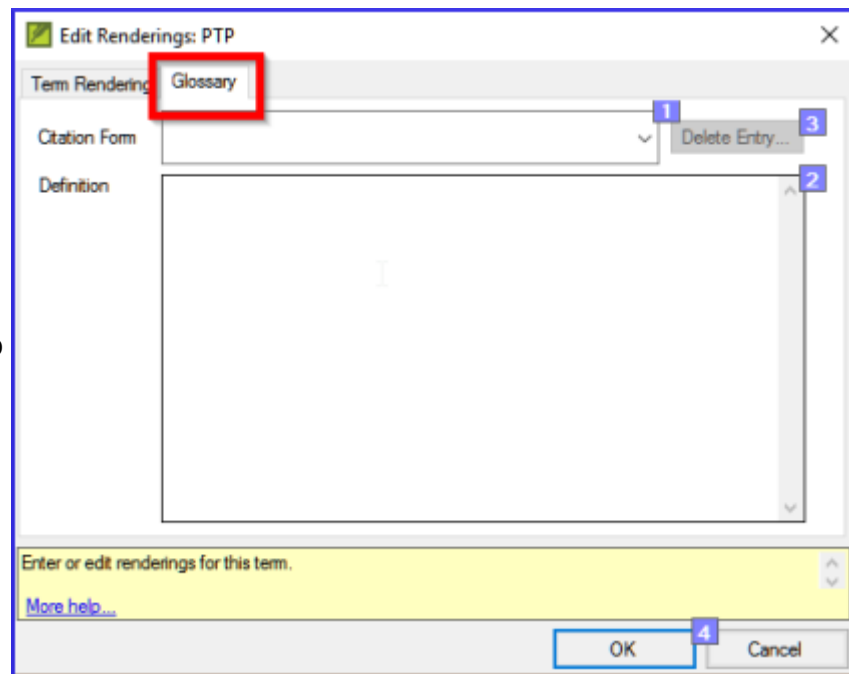 Edit Renderings: PTP
Term Rendering Glossary
Citation Form 1 Delete Entry... 3
Definition 2
Enter or edit renderings for this term.
More help...
OK 4 Cancel